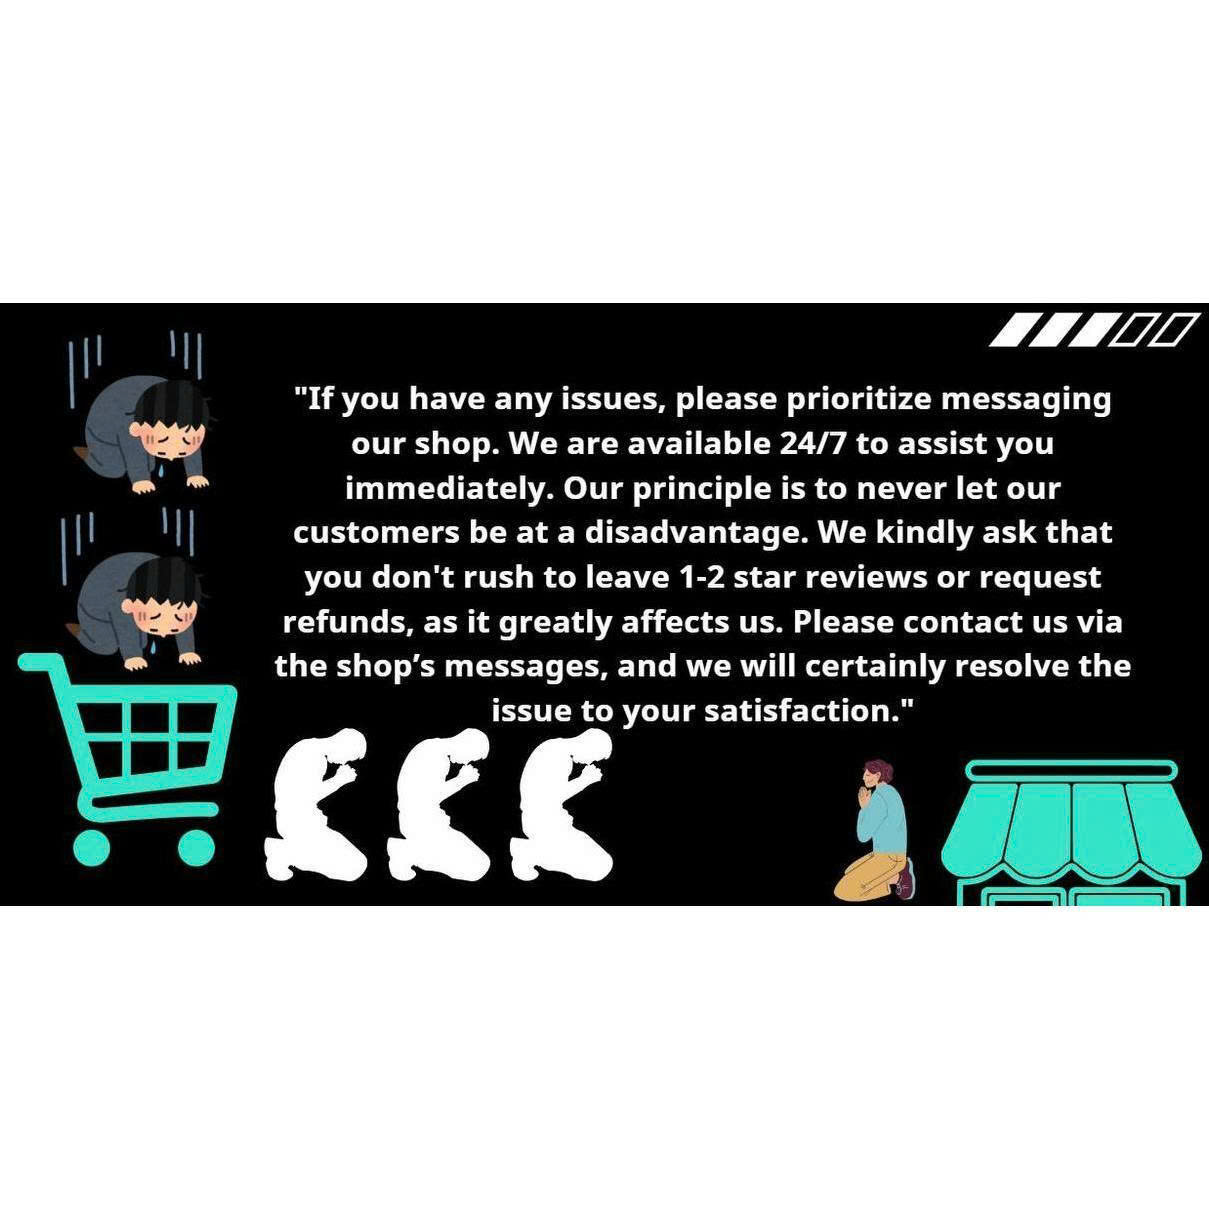 "If you have any issues, please prioritize messaging
our shop. We are available 24/7 to assist you
immediately. Our principle is to never let our
customers be at a disadvantage. We kindly ask that
you don't rush to leave 1-2 star reviews or request
refunds, as it greatly affects us. Please contact us via
the shop’s messages, and we will certainly resolve the
issue to your satisfaction."